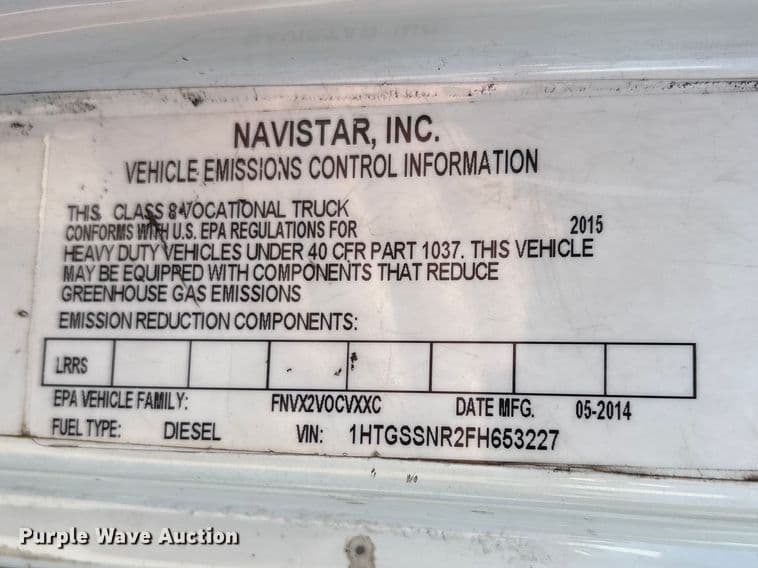 NAVISTAR, INC.
VEHICLE EMISSIONS CONTROL INFORMATION
THIS CLASS 8 VOCATIONAL TRUCK
CONFORMS WITH U.S. EPA REGULATIONS FOR 2015
HEAVY DUTY VEHICLES UNDER 40 CFR PART 1037. THIS VEHICLE
MAY BE EQUIPPED WITH COMPONENTS THAT REDUCE
GREENHOUSE GAS EMISSIONS
EMISSION REDUCTION COMPONENTS:
LRRS
EPA VEHICLE FAMILY: FNVX2VOCVXXC DATE MFG. 05-2014
FUEL TYPE: DIESEL VIN: 1HTGSSNR2FH653227
Purple Wave Auction